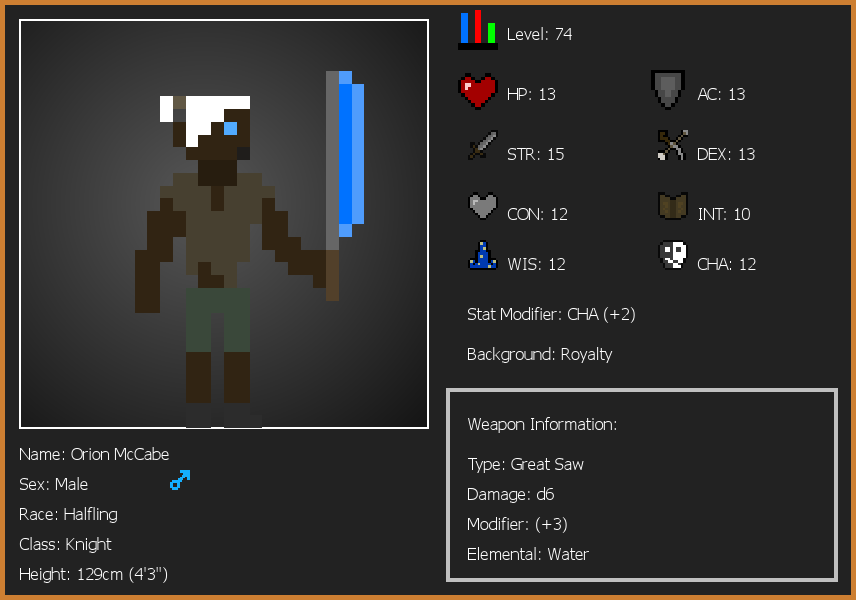 Level: 74
HP: 13
AC: 13
STR: 15
DEX: 13
CON: 12
INT: 10
WIS: 12
CHA: 12
Stat Modifier: CHA (+2)
Background: Royalty
Name: Orion McCabe
Sex: Male
Race: Halfling
Class: Knight
Height: 129cm (4'3")
Weapon Information:
Type: Great Saw
Damage: d6
Modifier: (+3)
Elemental: Water